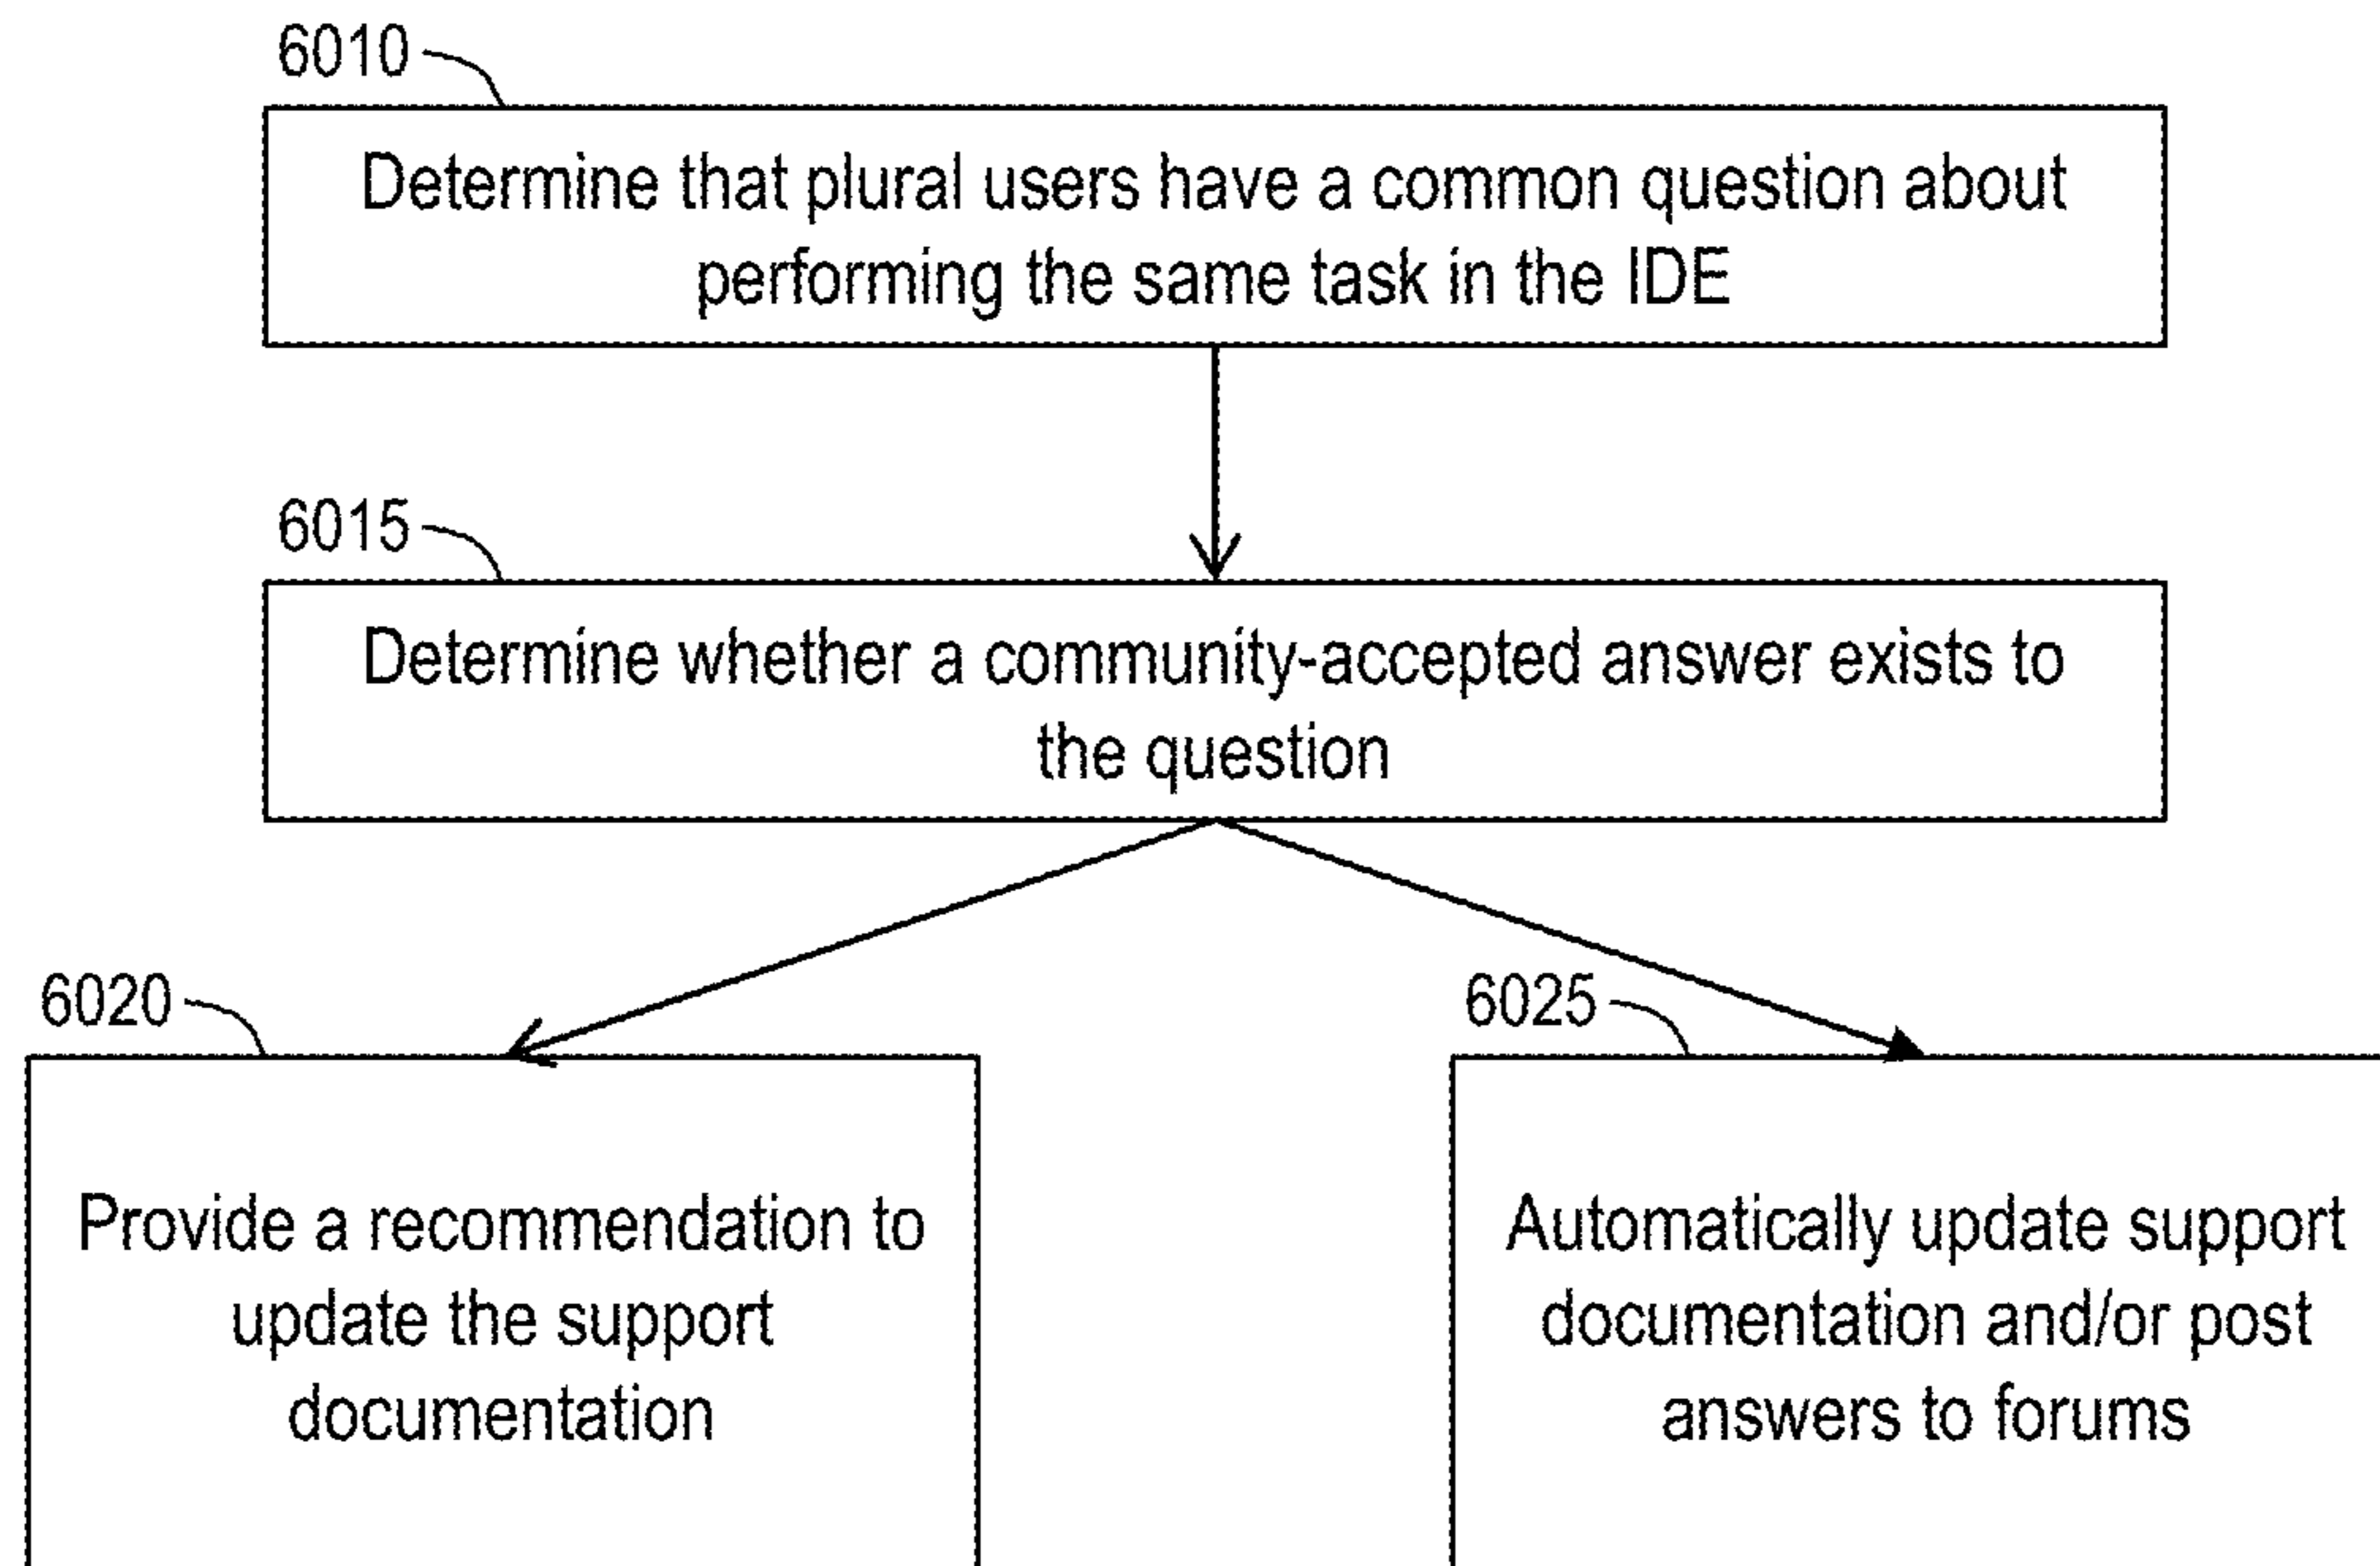 6010
Determine that plural users have a common question about
performing the same task in the IDE
6015
Determine whether a community-accepted answer exists to
the question
6020
Provide a recommendation to
update the support
documentation
6025
Automatically update support
documentation and/or post
answers to forums